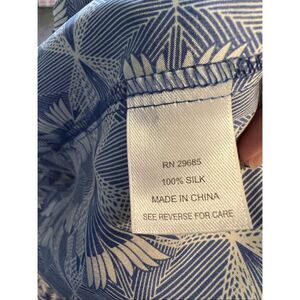 RN 29685
100% SILK
MADE IN CHINA
SEE REVERSE FOR CARE